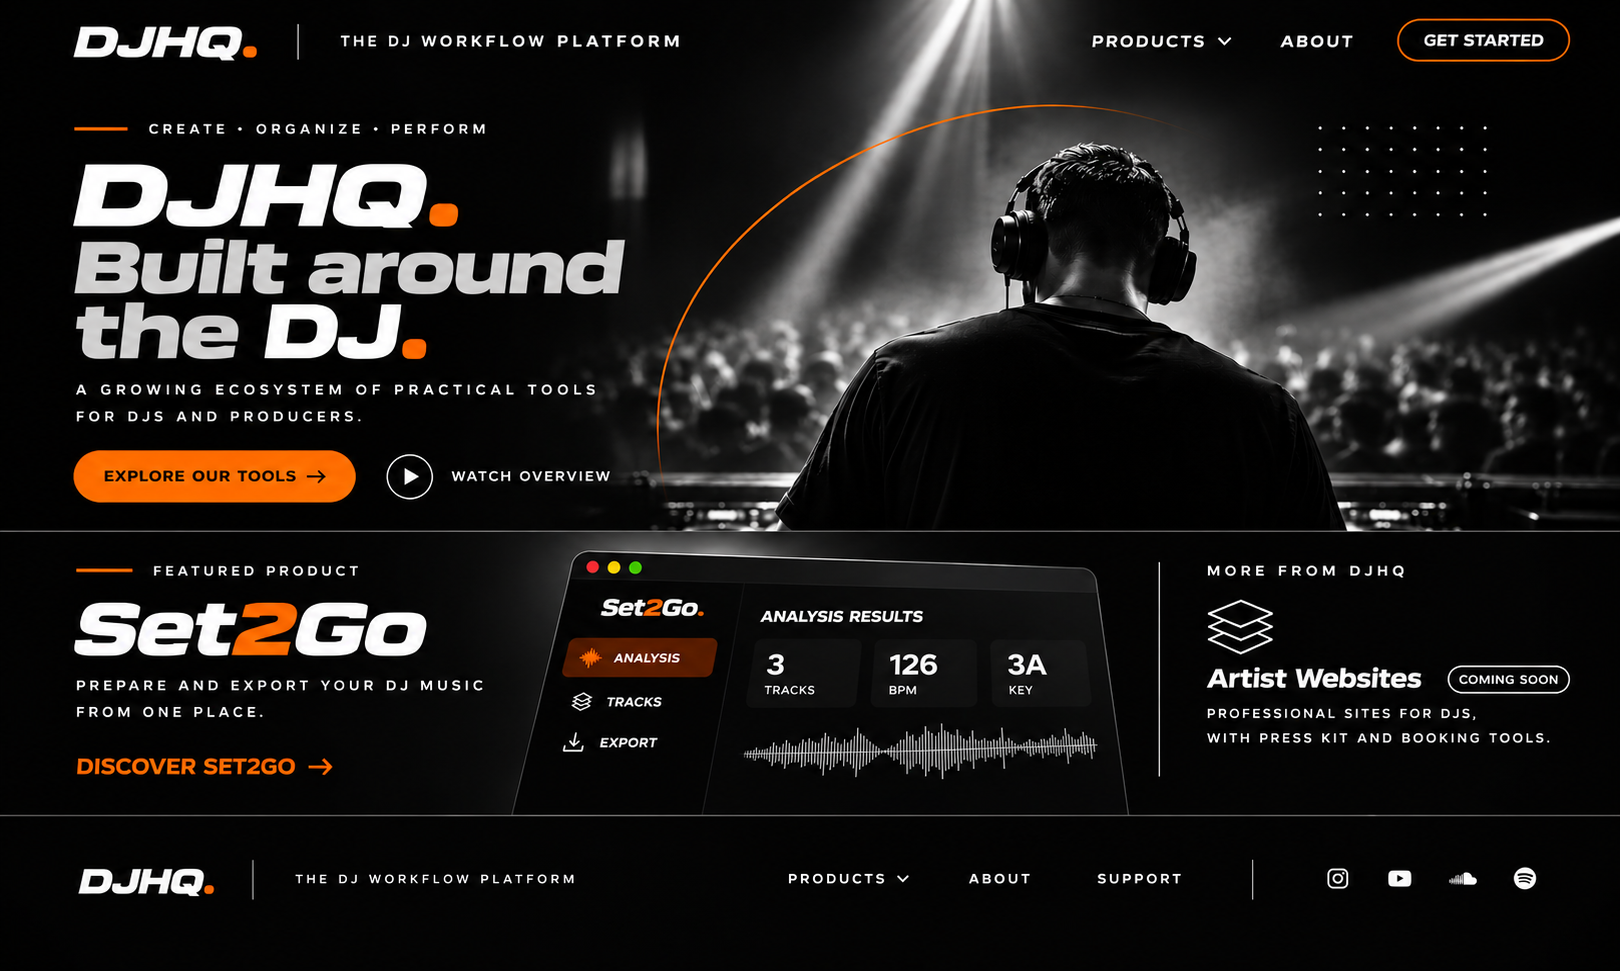 DJHQ.
THE DJ WORKFLOW PLATFORM
PRODUCTS
ABOUT
GET STARTED
CREATE • ORGANIZE • PERFORM
DJHQ.
Built around
the DJ.
A GROWING ECOSYSTEM OF PRACTICAL TOOLS
FOR DJS AND PRODUCERS.
EXPLORE OUR TOOLS →
WATCH OVERVIEW
FEATURED PRODUCT
Set2Go
PREPARE AND EXPORT YOUR DJ MUSIC
FROM ONE PLACE.
DISCOVER SET2GO →
Set2Go.
ANALYSIS
TRACKS
EXPORT
ANALYSIS RESULTS
3
TRACKS
126
BPM
3A
KEY
MORE FROM DJHQ
Artist Websites
COMING SOON
PROFESSIONAL SITES FOR DJS,
WITH PRESS KIT AND BOOKING TOOLS.
DJHQ.
THE DJ WORKFLOW PLATFORM
PRODUCTS
ABOUT
SUPPORT